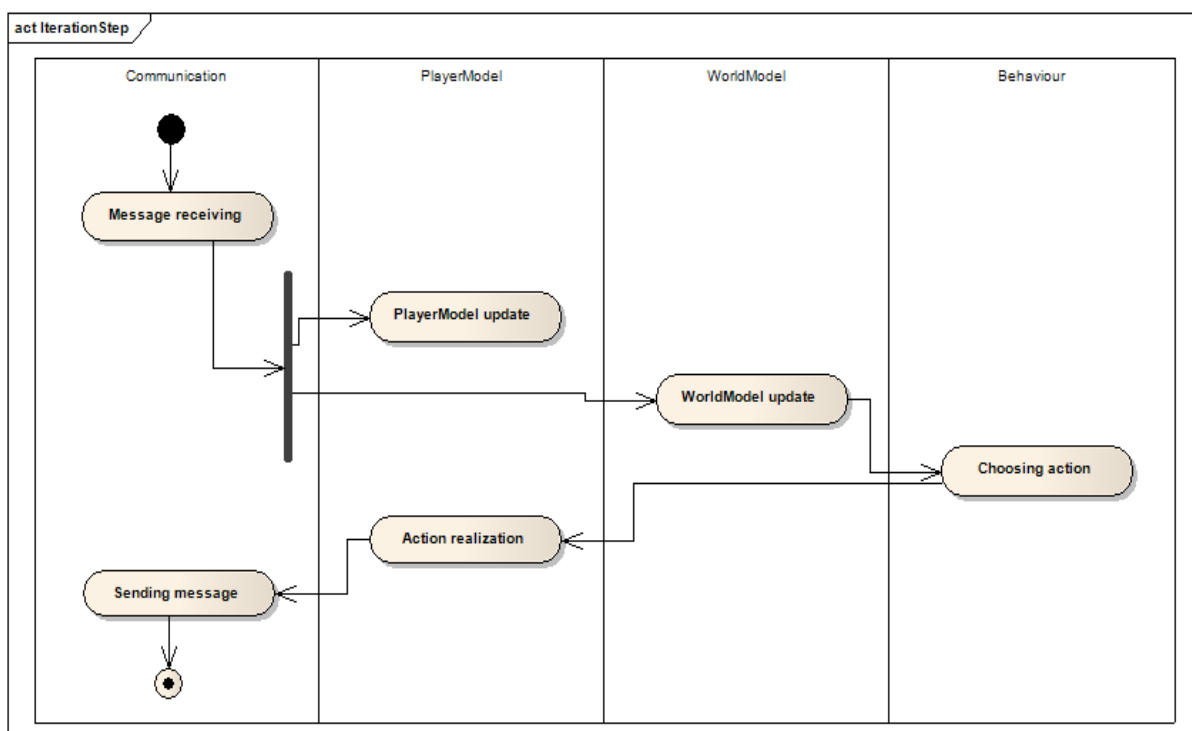 act IterationStep
Communication
PlayerModel
WorldModel
Behaviour
Message receiving
PlayerModel update
WorldModel update
Choosing action
Action realization
Sending message